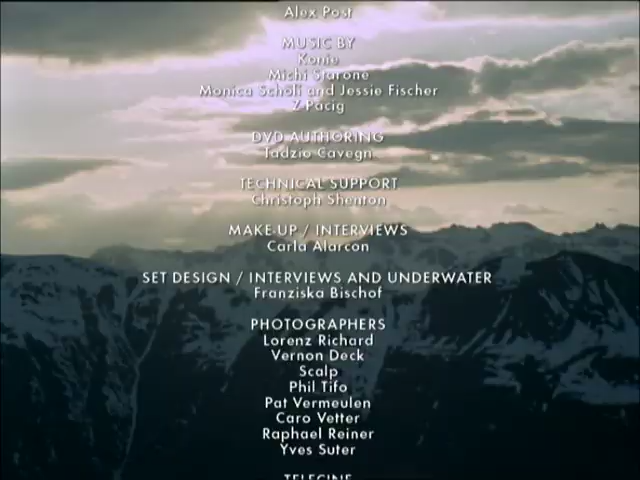 Alex Post
MUSIC BY
Konie
Michi Starone
Monica Schöli and Jessie Fischer
Z-Pacig
DVD AUTHORING
Tadzio Cavegn
TECHNICAL SUPPORT
Christoph Shenton
MAKE-UP / INTERVIEWS
Carla Alarcon
SET DESIGN / INTERVIEWS AND UNDERWATER
Franziska Bischof
PHOTOGRAPHERS
Lorenz Richard
Vernon Deck
Scalp
Phil Tifo
Pat Vermeulen
Caro Vetter
Raphael Reiner
Yves Suter
TELECINE